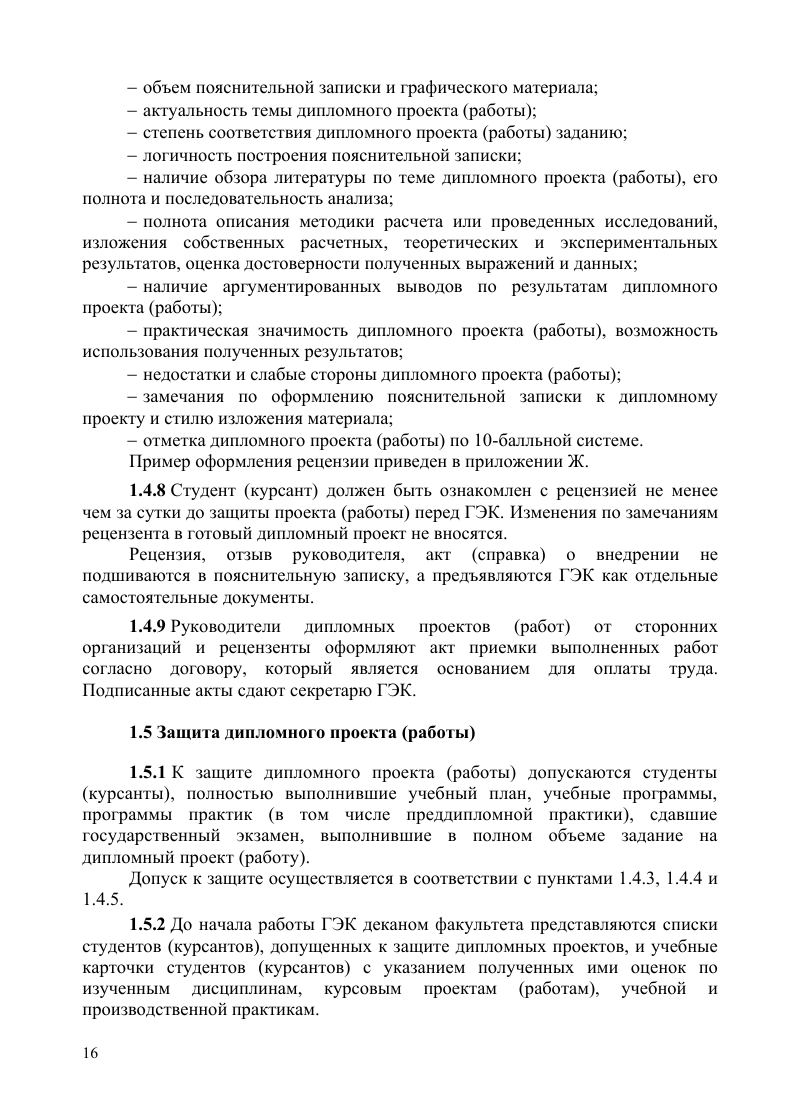 – объем пояснительной записки и графического материала;
– актуальность темы дипломного проекта (работы);
– степень соответствия дипломного проекта (работы) заданию;
– логичность построения пояснительной записки;
– наличие обзора литературы по теме дипломного проекта (работы), его
полнота и последовательность анализа;
– полнота описания методики расчета или проведенных исследований,
изложения собственных расчетных, теоретических и экспериментальных
результатов, оценка достоверности полученных выражений и данных;
– наличие аргументированных выводов по результатам дипломного
проекта (работы);
– практическая значимость дипломного проекта (работы), возможность
использования полученных результатов;
– недостатки и слабые стороны дипломного проекта (работы);
– замечания по оформлению пояснительной записки к дипломному
проекту и стилю изложения материала;
– отметка дипломного проекта (работы) по 10-балльной системе.
Пример оформления рецензии приведен в приложении Ж.
1.4.8 Студент (курсант) должен быть ознакомлен с рецензией не менее
чем за сутки до защиты проекта (работы) перед ГЭК. Изменения по замечаниям
рецензента в готовый дипломный проект не вносятся.
Рецензия, отзыв руководителя, акт (справка) о внедрении не
подшиваются в пояснительную записку, а предъявляются ГЭК как отдельные
самостоятельные документы.
1.4.9 Руководители дипломных проектов (работ) от сторонних
организаций и рецензенты оформляют акт приемки выполненных работ
согласно договору, который является основанием для оплаты труда.
Подписанные акты сдают секретарю ГЭК.
1.5 Защита дипломного проекта (работы)
1.5.1 К защите дипломного проекта (работы) допускаются студенты
(курсанты), полностью выполнившие учебный план, учебные программы,
программы практик (в том числе преддипломной практики), сдавшие
государственный экзамен, выполнившие в полном объеме задание на
дипломный проект (работу).
Допуск к защите осуществляется в соответствии с пунктами 1.4.3, 1.4.4 и
1.4.5.
1.5.2 До начала работы ГЭК деканом факультета представляются списки
студентов (курсантов), допущенных к защите дипломных проектов, и учебные
карточки студентов (курсантов) с указанием полученных ими оценок по
изученным дисциплинам, курсовым проектам (работам), учебной и
производственной практикам.
16